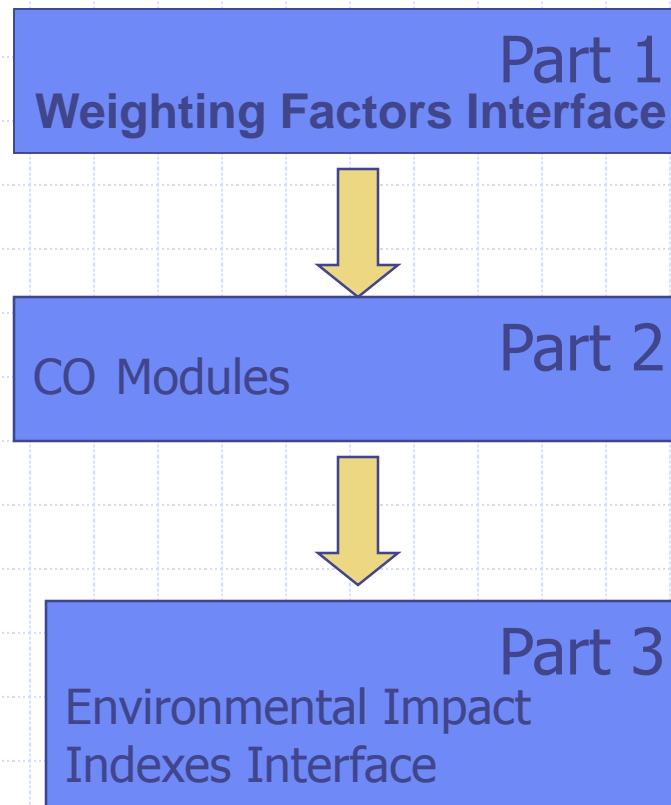 Part 1
Weighting Factors Interface
Part 2
CO Modules
Part 3
Environmental Impact
Indexes Interface